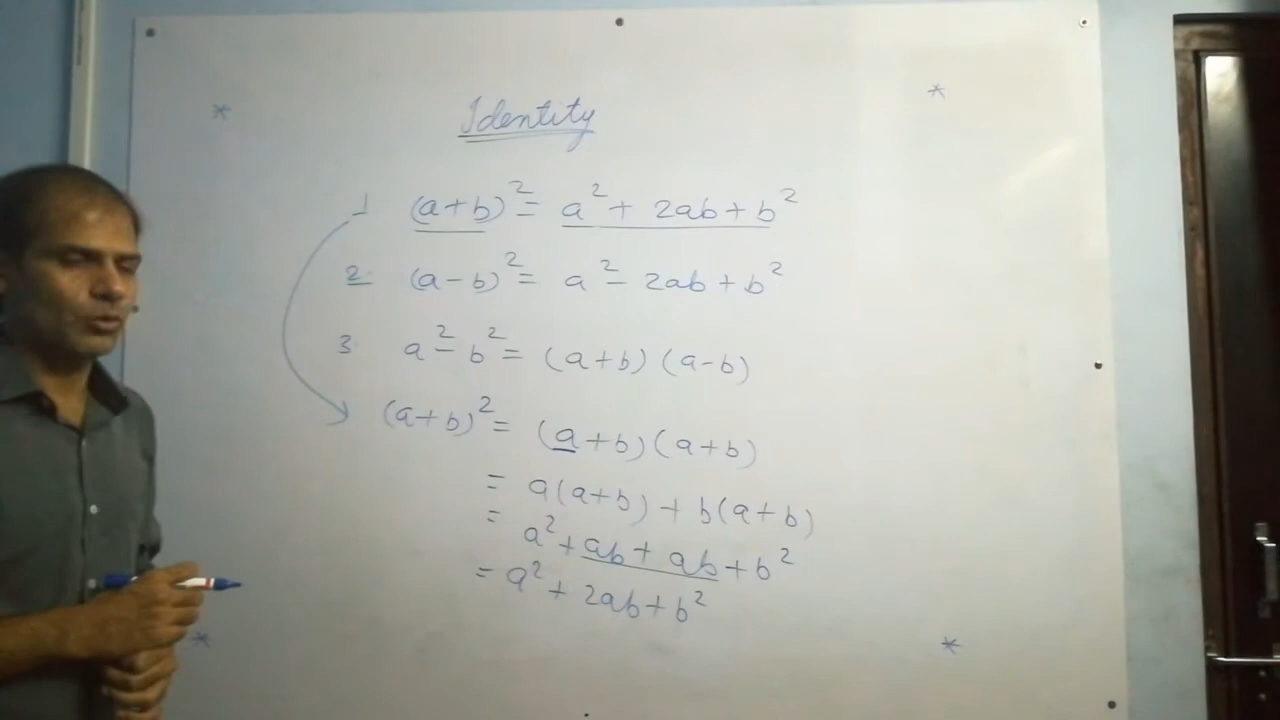 Identity
1 (a+b)² = a² + 2ab + b²
2. (a-b)² = a² - 2ab + b²
3. a² - b² = (a+b) (a-b)
(a+b)² = (a+b)(a+b)
= a(a+b) + b(a+b)
= a² + ab + ab + b²
= a² + 2ab + b²